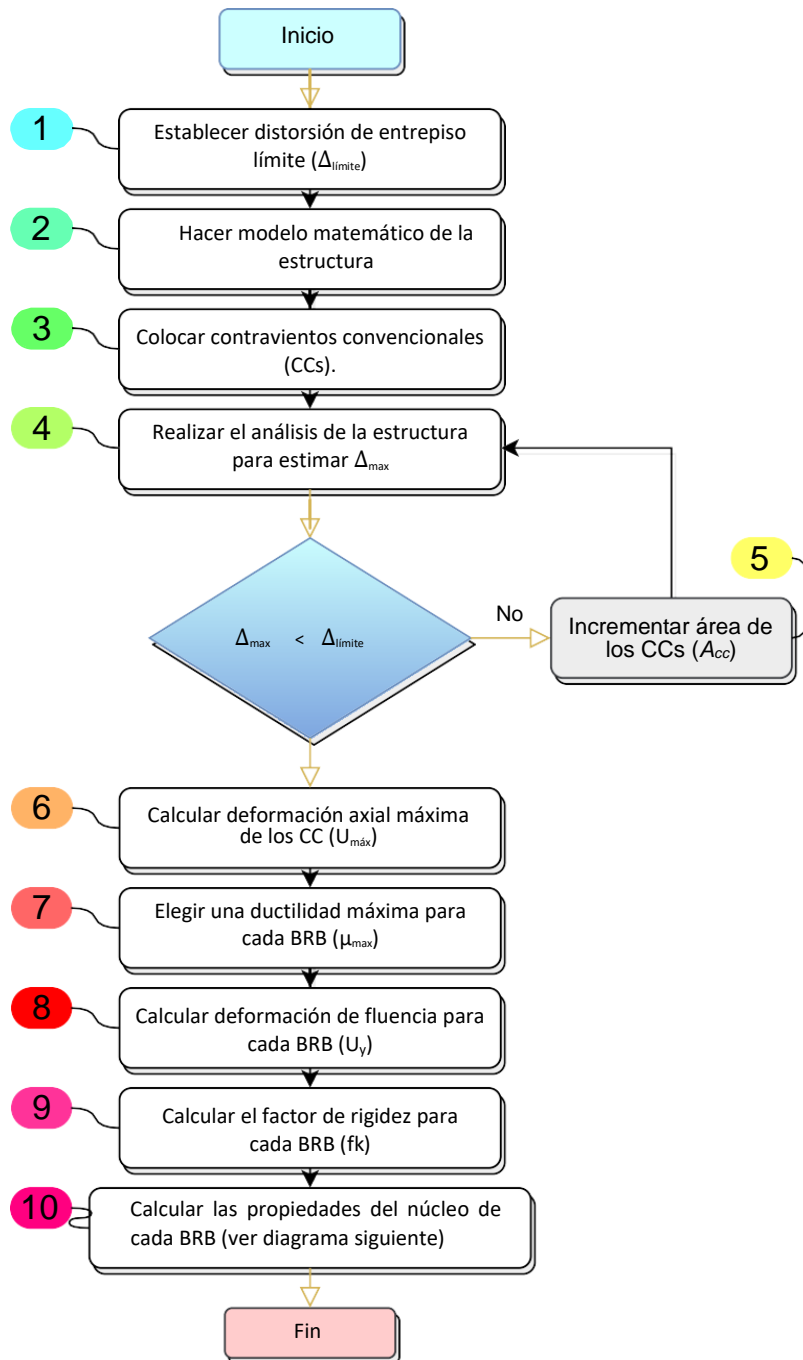 Inicio
1
Establecer distorsión de entrepiso
límite (Δlímite)
2
Hacer modelo matemático de la
estructura
3
Colocar contravientos convencionales
(CCs).
4
Realizar el análisis de la estructura
para estimar Δmax
Δmax < Δlímite
No
5
Incrementar área de
los CCs (Acc)
6
Calcular deformación axial máxima
de los CC (Umáx)
7
Elegir una ductilidad máxima para
cada BRB (μmax)
8
Calcular deformación de fluencia para
cada BRB (Uy)
9
Calcular el factor de rigidez para
cada BRB (fk)
10
Calcular las propiedades del núcleo de
cada BRB (ver diagrama siguiente)
Fin